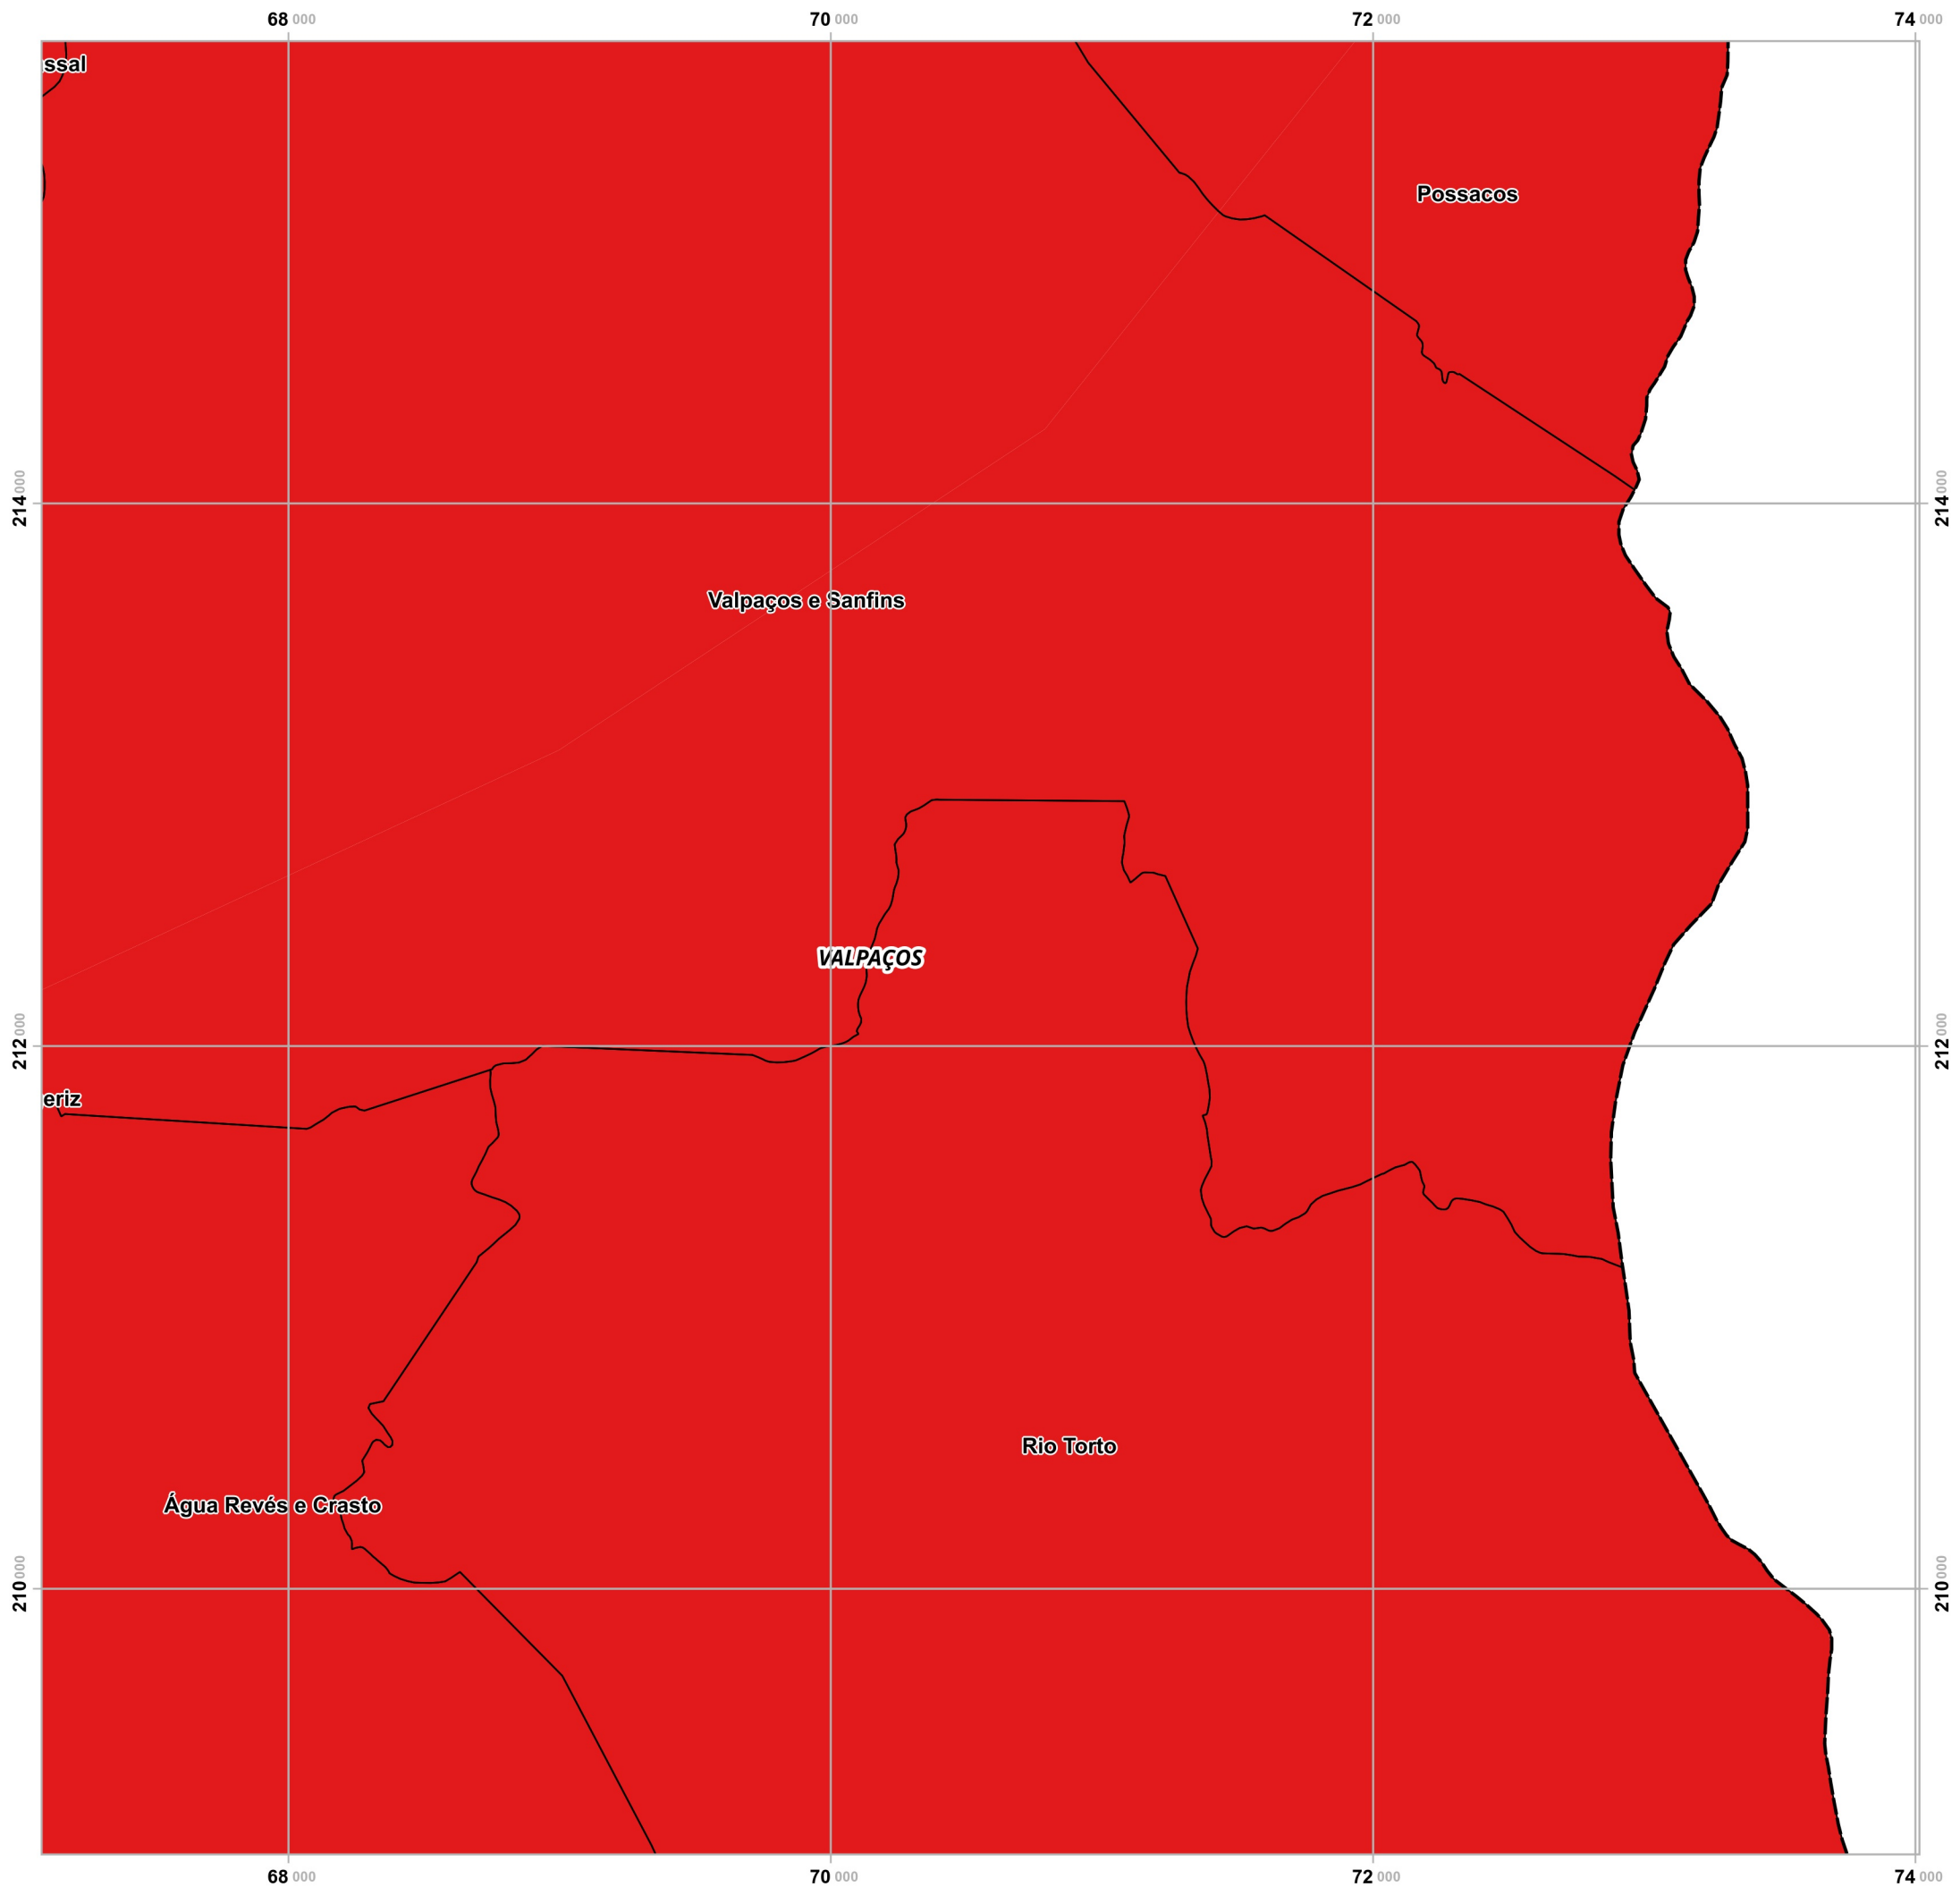 68 000 70 000 72 000 74 000
ssal
Possacos
214 000 214 000
Valpaços e Sanfins
VALPAÇOS
212 000 212 000
eriz
Rio Torto
Água Revés e Crasto
210 000 210 000
68 000 70 000 72 000 74 000